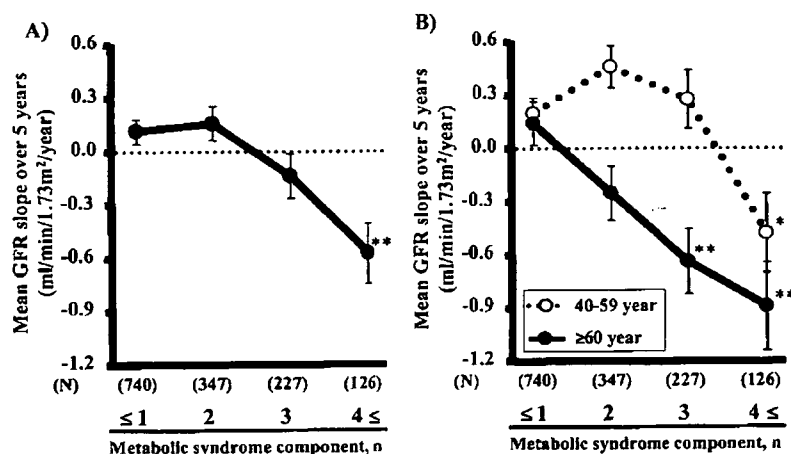 A)
Mean GFR slope over 5 years
(ml/min/1.73m²/year)
0.6
0.3
0.0
-0.3
-0.6
-0.9
-1.2
**
(N) (740) (347) (227) (126)
≤ 1 2 3 4 ≤
Metabolic syndrome component, n
B)
Mean GFR slope over 5 years
(ml/min/1.73m²/year)
0.6
0.3
0.0
-0.3
-0.6
-0.9
-1.2
*
**
**
40-59 year
≥60 year
(N) (740) (347) (227) (126)
≤ 1 2 3 4 ≤
Metabolic syndrome component, n